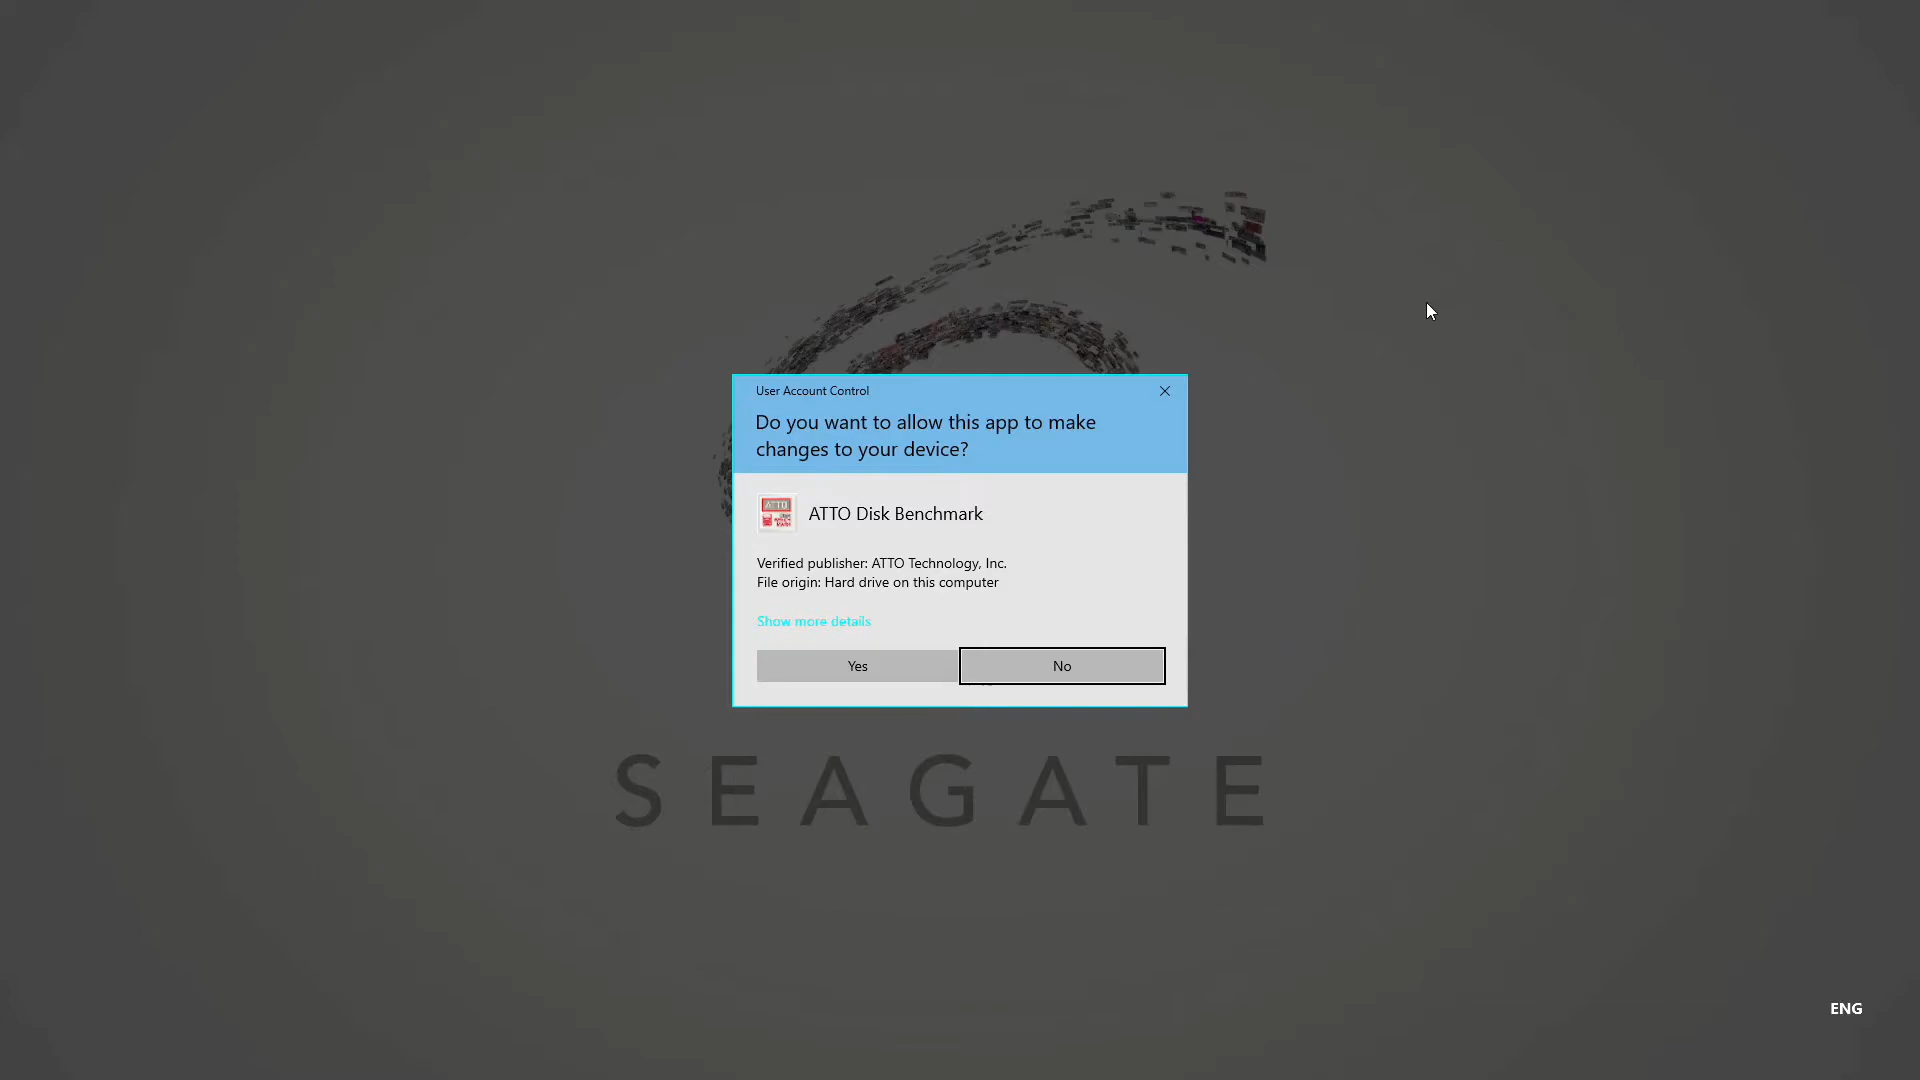 User Account Control
Do you want to allow this app to make
changes to your device?
ATTO
ATTO Disk Benchmark
Verified publisher: ATTO Technology, Inc.
File origin: Hard drive on this computer
Show more details
Yes
No
SEAGATE
ENG